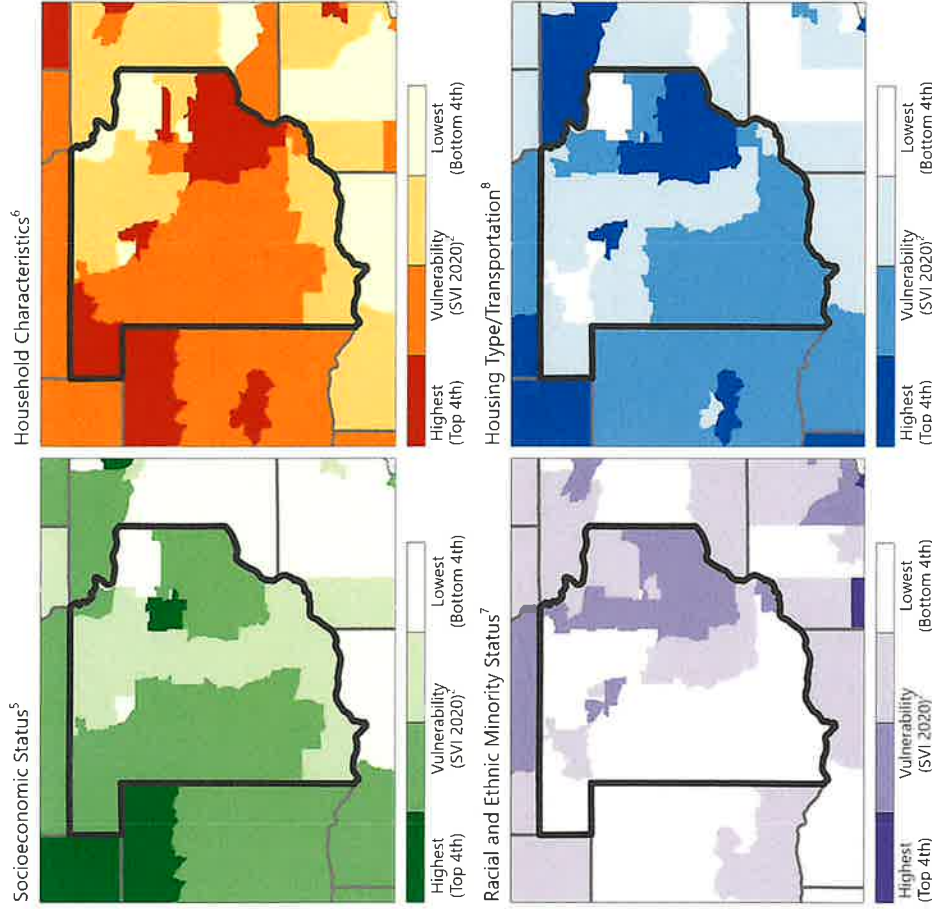 Socioeconomic Status⁵
Highest
(Top 4th)
Vulnerability
(SVI 2020)²
Lowest
(Bottom 4th)
Household Characteristics⁶
Highest
(Top 4th)
Vulnerability
(SVI 2020)²
Lowest
(Bottom 4th)
Racial and Ethnic Minority Status⁷
Highest
(Top 4th)
Vulnerability
(SVI 2020)²
Lowest
(Bottom 4th)
Housing Type/Transportation⁸
Highest
(Top 4th)
Vulnerability
(SVI 2020)²
Lowest
(Bottom 4th)